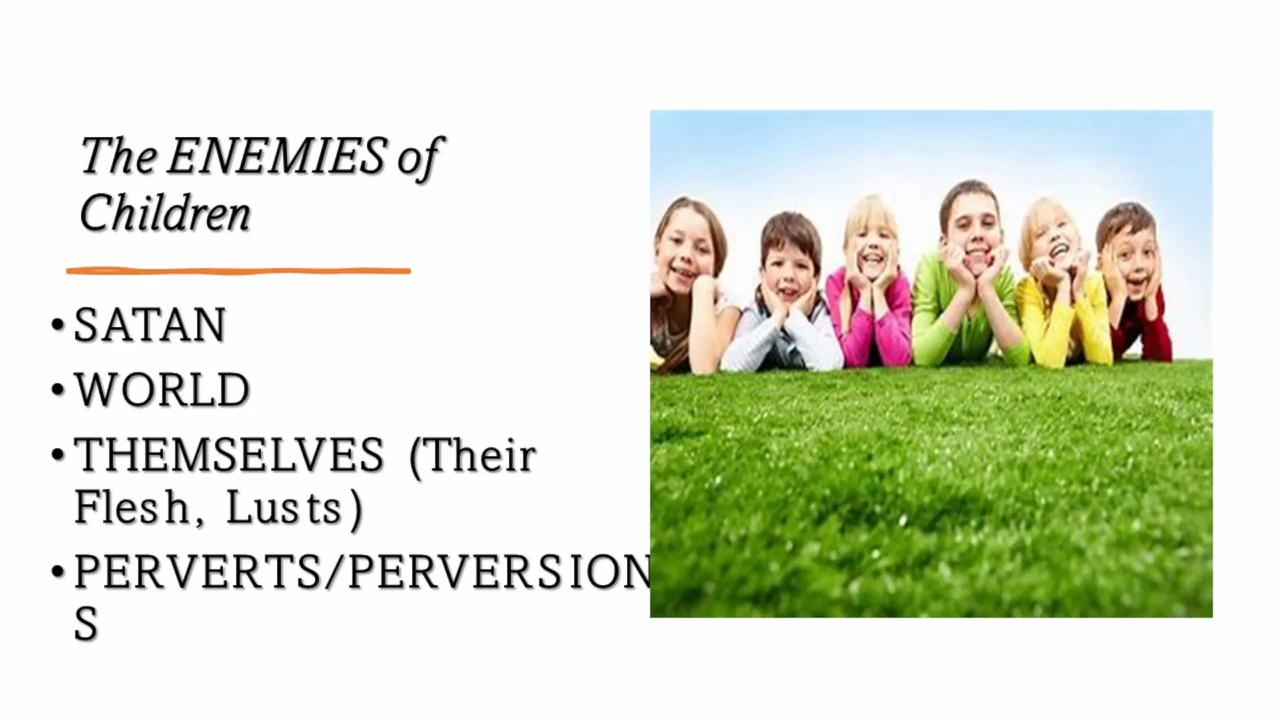 The ENEMIES of
Children
• SATAN
• WORLD
• THEMSELVES (Their
Flesh, Lusts)
• PERVERTS/PERVERSION
S